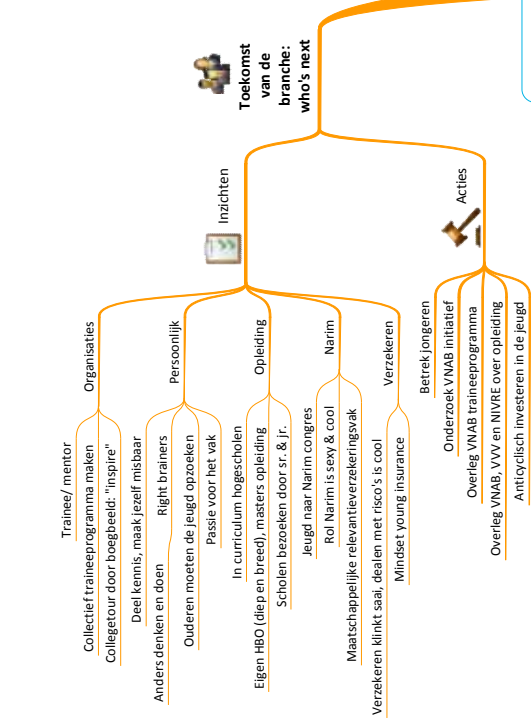 Toekomst
van de
branche:
who's next
Inzichten
Organisaties
Trainee/ mentor
Collectief traineeprogramma maken
Collegetour door boegbeeld: "inspire"
Persoonlijk
Deel kennis, maak jezelf misbaar
Right brainers
Anders denken en doen
Ouderen moeten de jeugd opzoeken
Passie voor het vak
Opleiding
In curriculum hogescholen
Eigen HBO (diep en breed), masters opleiding
Scholen bezoeken door sr. & jr.
Narim
Jeugd naar Narim congres
Rol Narim is sexy & cool
Maatschappelijke relevantieverzekeringsvak
Verzekeren
Verzekeren klinkt saai, dealen met risco's is cool
Mindset young insurance
Acties
Betrek jongeren
Onderzoek VNAB initiatief
Overleg VNAB traineeprogramma
Overleg VNAB, VVV en NIVRE over opleiding
Anticyclisch investeren in de jeugd